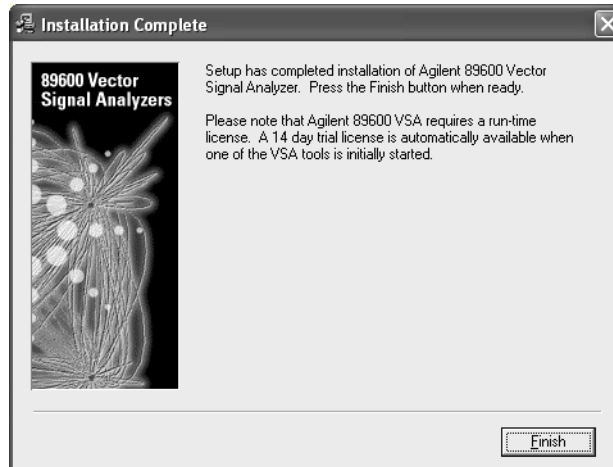 Installation Complete
89600 Vector
Signal Analyzers
Setup has completed installation of Agilent 89600 Vector
Signal Analyzer. Press the Finish button when ready.
Please note that Agilent 89600 VSA requires a run-time
license. A 14 day trial license is automatically available when
one of the VSA tools is initially started.
Finish